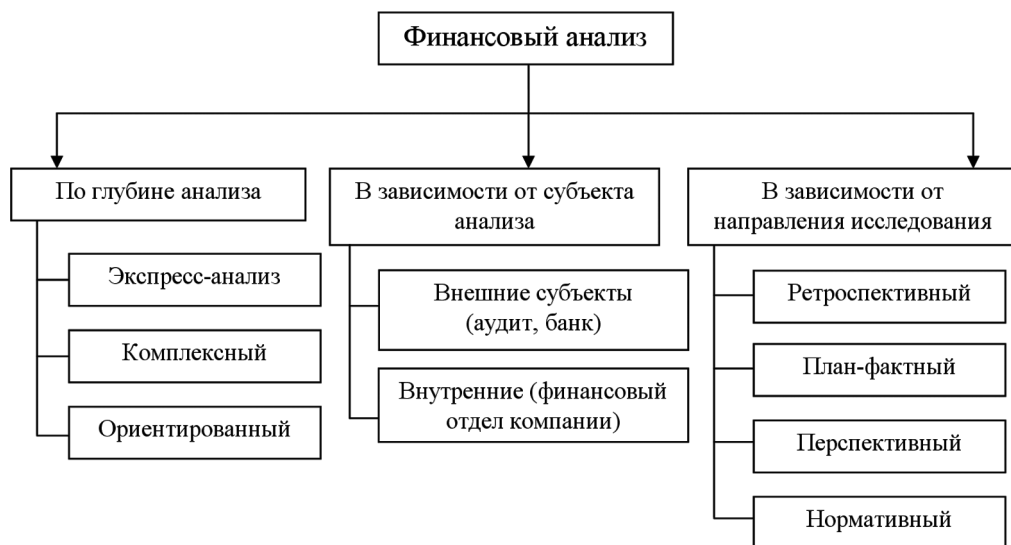 Финансовый анализ
По глубине анализа
Экспресс-анализ
Комплексный
Ориентированный
В зависимости от субъекта
анализа
Внешние субъекты
(аудит, банк)
Внутренние (финансовый
отдел компании)
В зависимости от
направления исследования
Ретроспективный
План-фактный
Перспективный
Нормативный